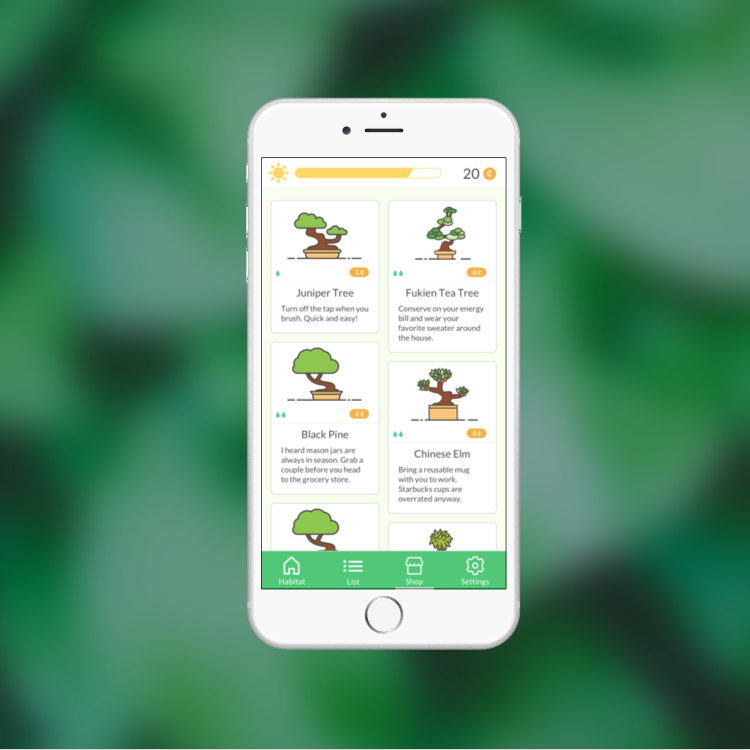 20 ¢
1¢
Juniper Tree
Turn off the tap when you
brush. Quick and easy!
4¢
Fukien Tea Tree
Conserve on your energy
bill and wear your
favorite sweater around
the house.
4¢
Black Pine
I heard mason jars are
always in season. Grab a
couple before you head
to the grocery store.
4¢
Chinese Elm
Bring a reusable mug
with you to work.
Starbucks cups are
overrated anyway.
Habitat
List
Shop
Settings